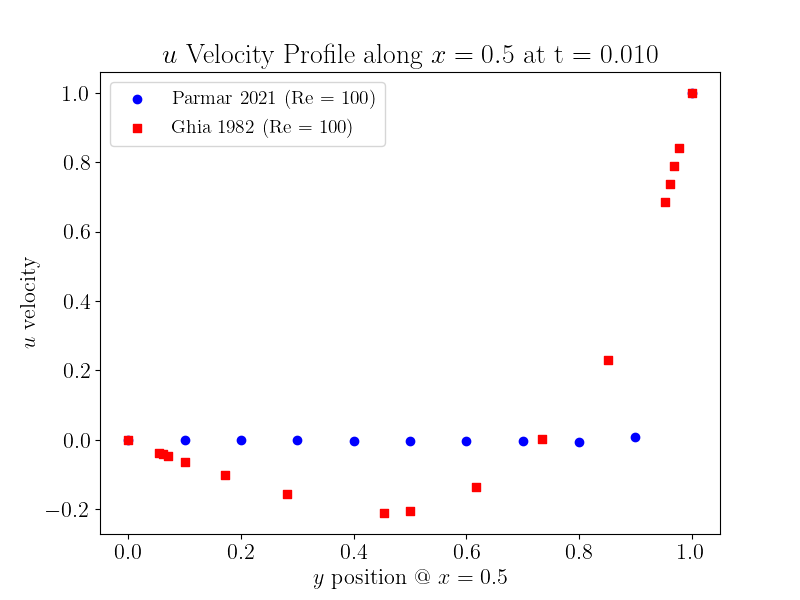 u Velocity Profile along x = 0.5 at t = 0.010
Parmar 2021 (Re = 100)
Ghia 1982 (Re = 100)
1.0
0.8
0.6
0.4
0.2
0.0
−0.2
u velocity
0.0 0.2 0.4 0.6 0.8 1.0
y position @ x = 0.5